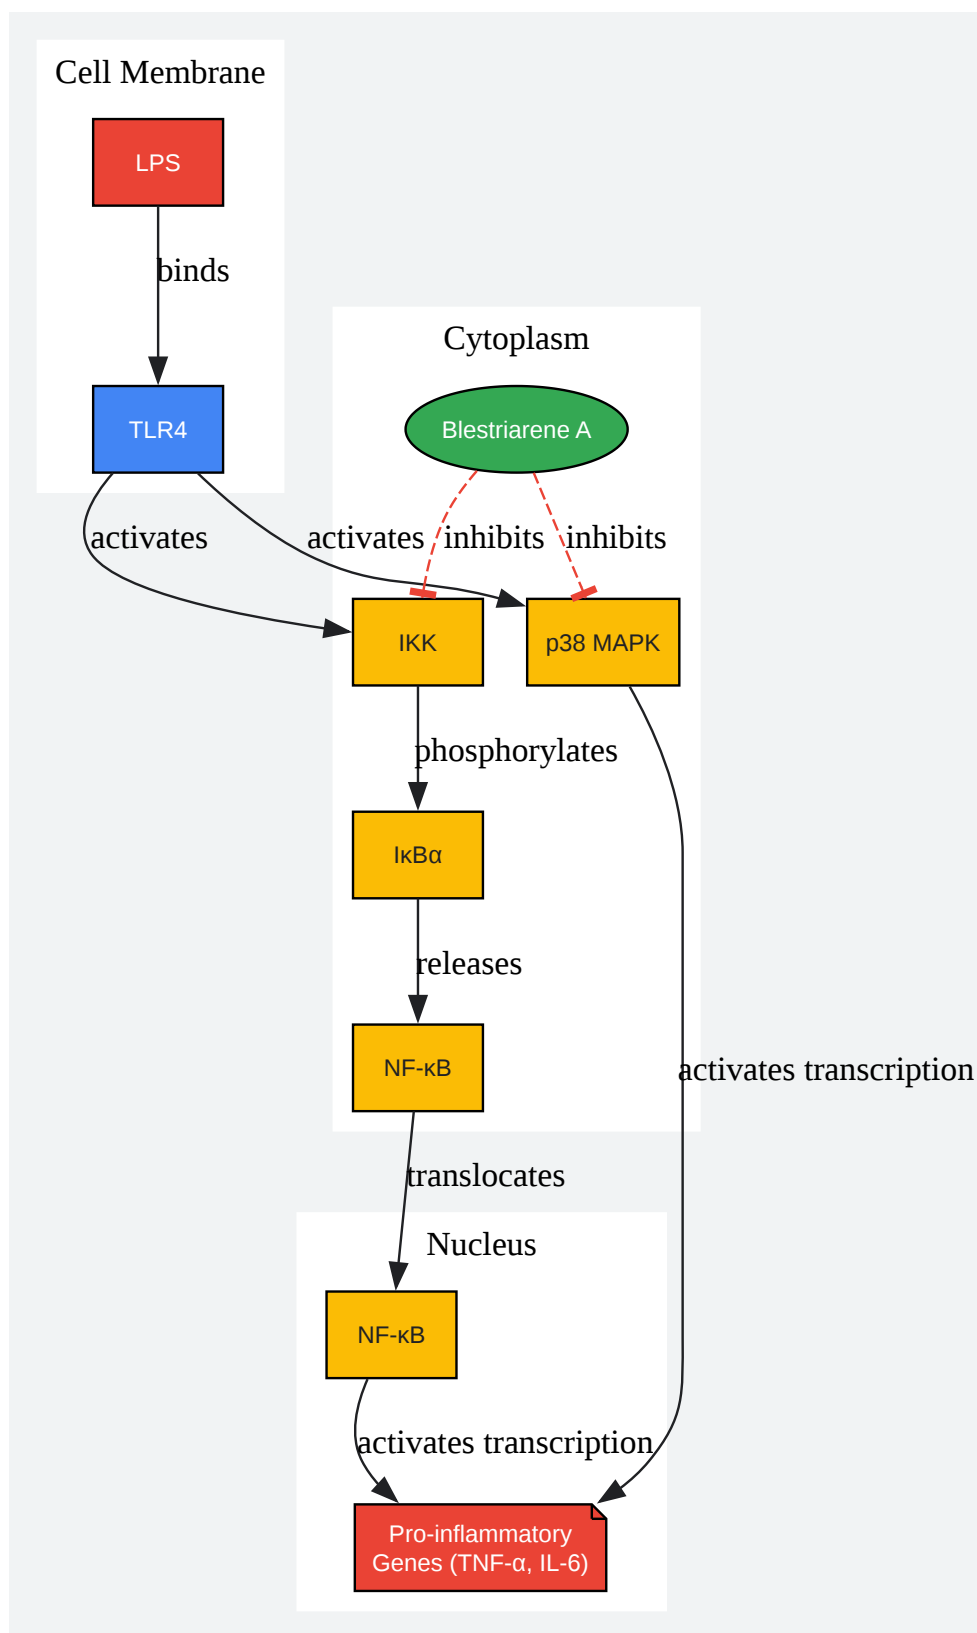 Cell Membrane
LPS
binds
Cytoplasm
TLR4
Blestriarene A
activates
activates
inhibits
inhibits
IKK
p38 MAPK
phosphorylates
IκBα
releases
NF-κB
activates transcription
translocates
Nucleus
NF-κB
activates transcription
Pro-inflammatory
Genes (TNF-α, IL-6)